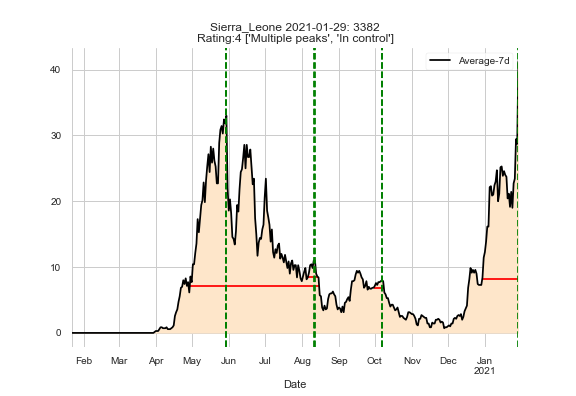 Sierra_Leone 2021-01-29: 3382
Rating:4 ['Multiple peaks', 'In control']
Average-7d
40
30
20
10
0
Feb Mar Apr May Jun Jul Aug Sep Oct Nov Dec Jan
2021
Date